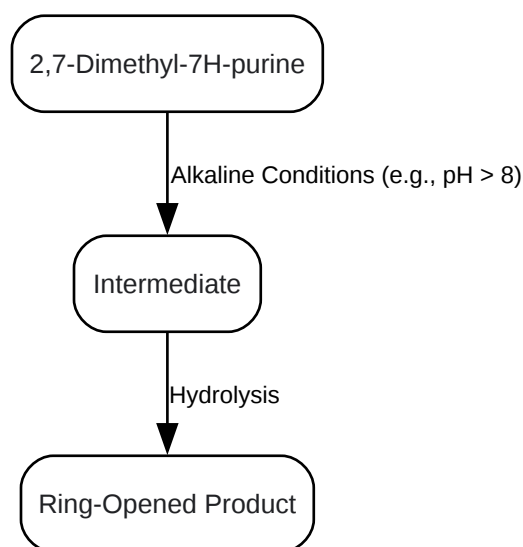 2,7-Dimethyl-7H-purine
Alkaline Conditions (e.g., pH > 8)
Intermediate
Hydrolysis
Ring-Opened Product